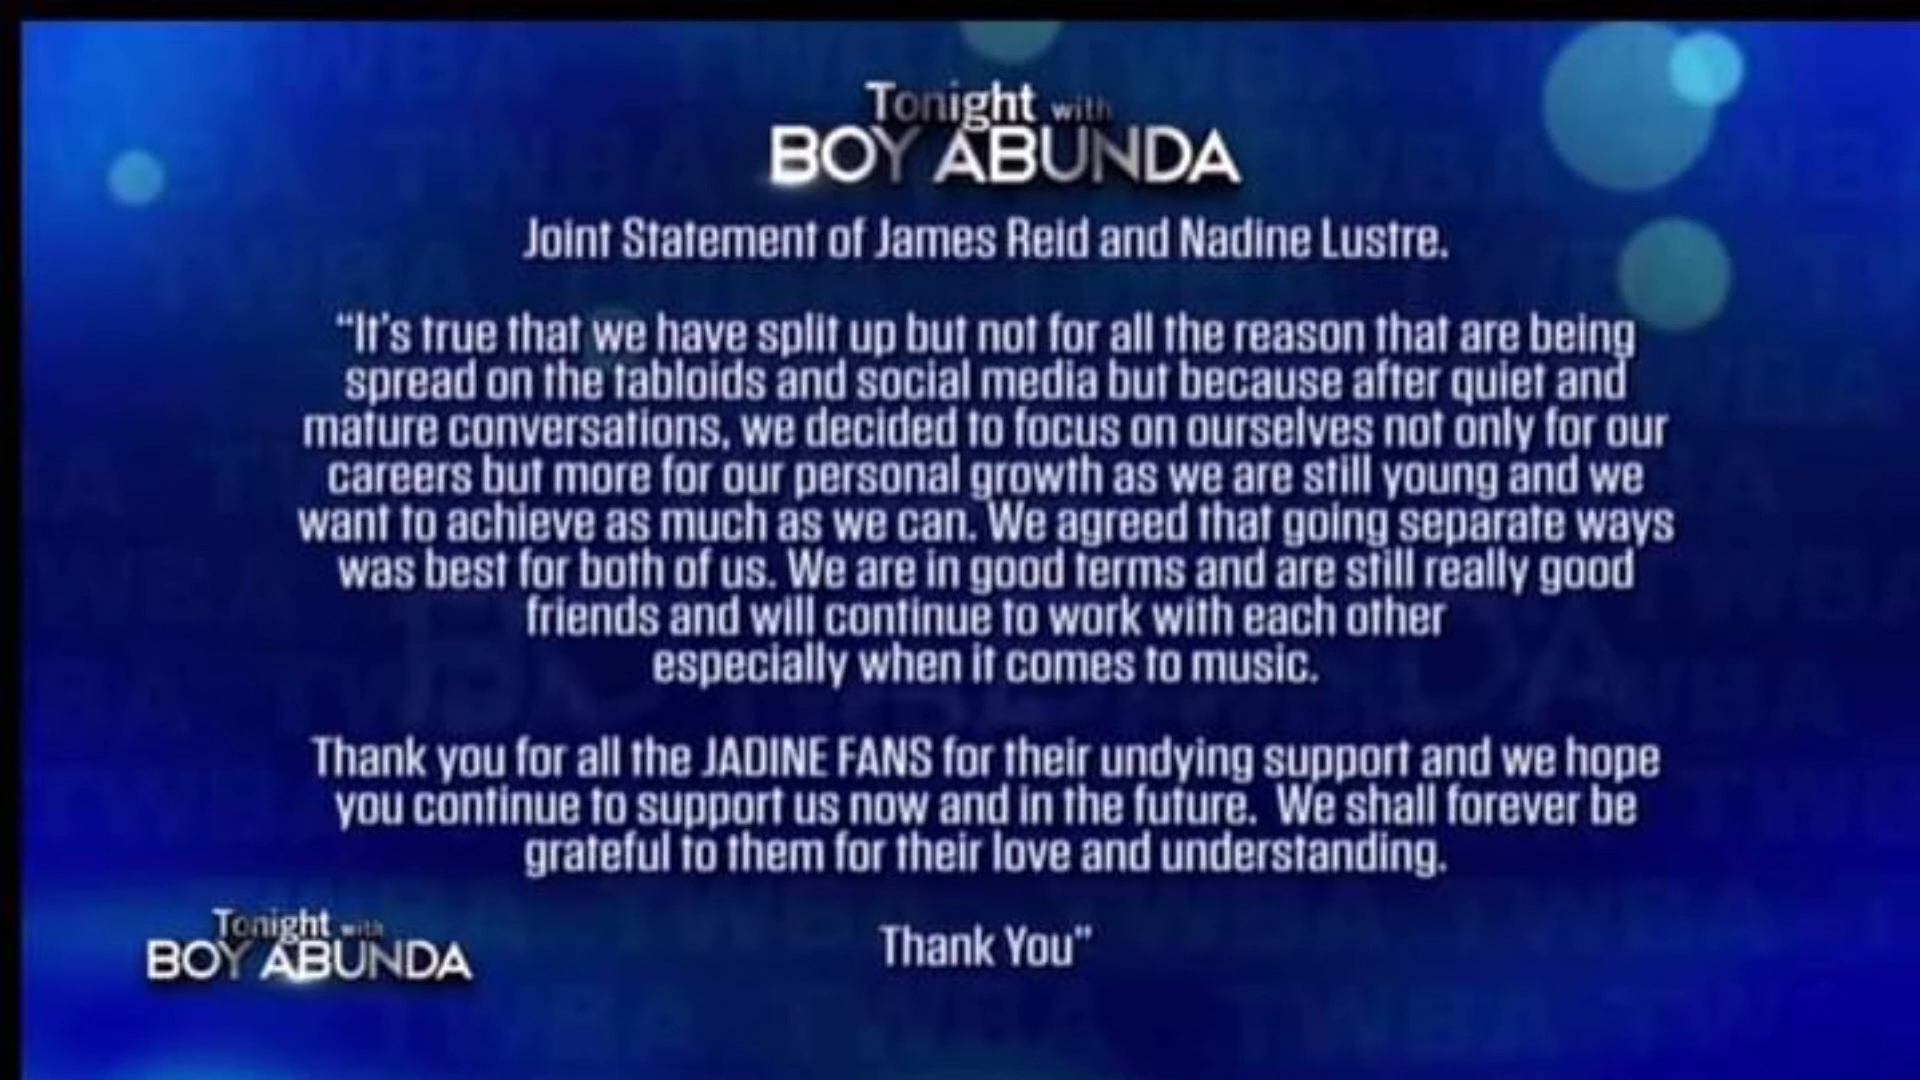 Tonight with
BOY ABUNDA
Joint Statement of James Reid and Nadine Lustre.
“It's true that we have split up but not for all the reason that are being
spread on the tabloids and social media but because after quiet and
mature conversations, we decided to focus on ourselves not only for our
careers but more for our personal growth as we are still young and we
want to achieve as much as we can. We agreed that going separate ways
was best for both of us. We are in good terms and are still really good
friends and will continue to work with each other
especially when it comes to music.
Thank you for all the JADINE FANS for their undying support and we hope
you continue to support us now and in the future. We shall forever be
grateful to them for their love and understanding.
Thank You”
Tonight with
BOY ABUNDA